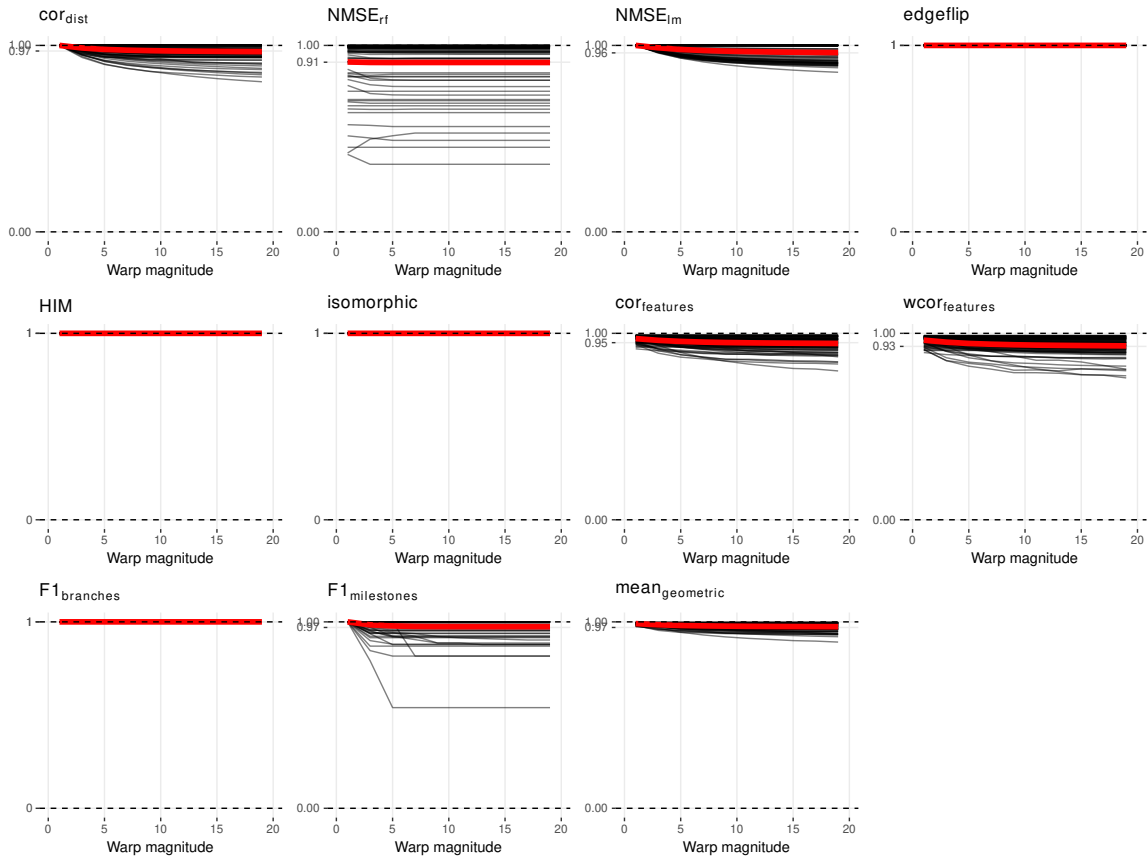 cor_dist NMSE_rf NMSE_lm edgeflip
1.00 1.00 1.00 1
0.97 0.91 0.96
0.00 0.00 0.00 0
0 5 10 15 20 0 5 10 15 20 0 5 10 15 20 0 5 10 15 20
Warp magnitude Warp magnitude Warp magnitude Warp magnitude
HIM isomorphic cor_features wcor_features
1 1 1.00 1.00
0.95 0.93
0 0 0.00 0.00
0 5 10 15 20 0 5 10 15 20 0 5 10 15 20 0 5 10 15 20
Warp magnitude Warp magnitude Warp magnitude Warp magnitude
F1_branches F1_milestones mean_geometric
1 1.00 1.00
0.97 0.97
0 0.00 0.00
0 5 10 15 20 0 5 10 15 20 0 5 10 15 20
Warp magnitude Warp magnitude Warp magnitude